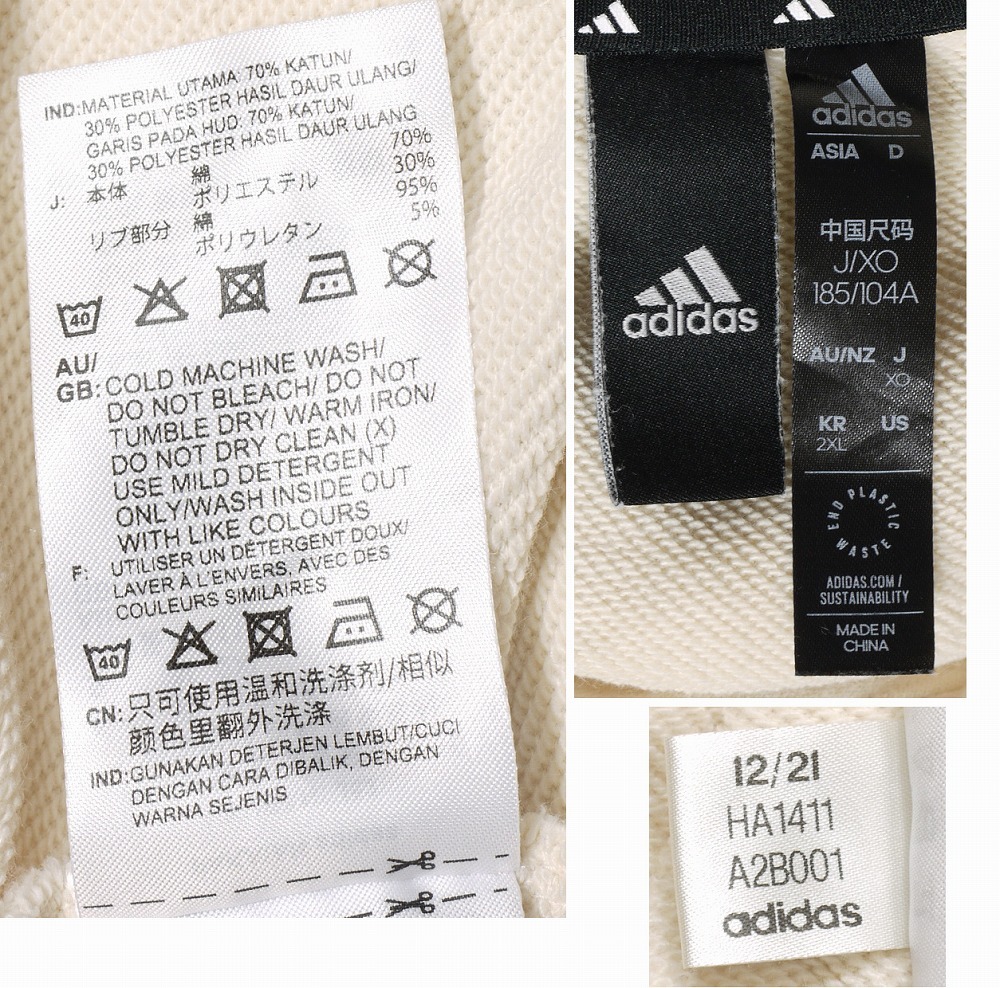 IND:MATERIAL UTAMA: 70% KATUN/
30% POLYESTER HASIL DAUR ULANG/
GARIS PADA HUD: 70% KATUN/
30% POLYESTER HASIL DAUR ULANG
J: 本体 綿 70%
ポリエステル 30%
リブ部分 綿 95%
ポリウレタン 5%
40
AU/
GB: COLD MACHINE WASH/
DO NOT BLEACH/ DO NOT
TUMBLE DRY/ WARM IRON/
DO NOT DRY CLEAN (X)
USE MILD DETERGENT
ONLY/WASH INSIDE OUT
WITH LIKE COLOURS
F: UTILISER UN DÉTERGENT DOUX/
LAVER À L'ENVERS, AVEC DES
COULEURS SIMILAIRES
40
CN: 只可使用温和洗涤剂/相似
颜色里翻外洗涤
IND:GUNAKAN DETERJEN LEMBUT/CUCI
DENGAN CARA DIBALIK, DENGAN
WARNA SEJENIS
adidas
adidas
ASIA D
中国尺码
J/XO
185/104A
AU/NZ J
XO
KR US
2XL
END PLASTIC WASTE
ADIDAS.COM /
SUSTAINABILITY
MADE IN
CHINA
12/21
HA1411
A2B001
adidas